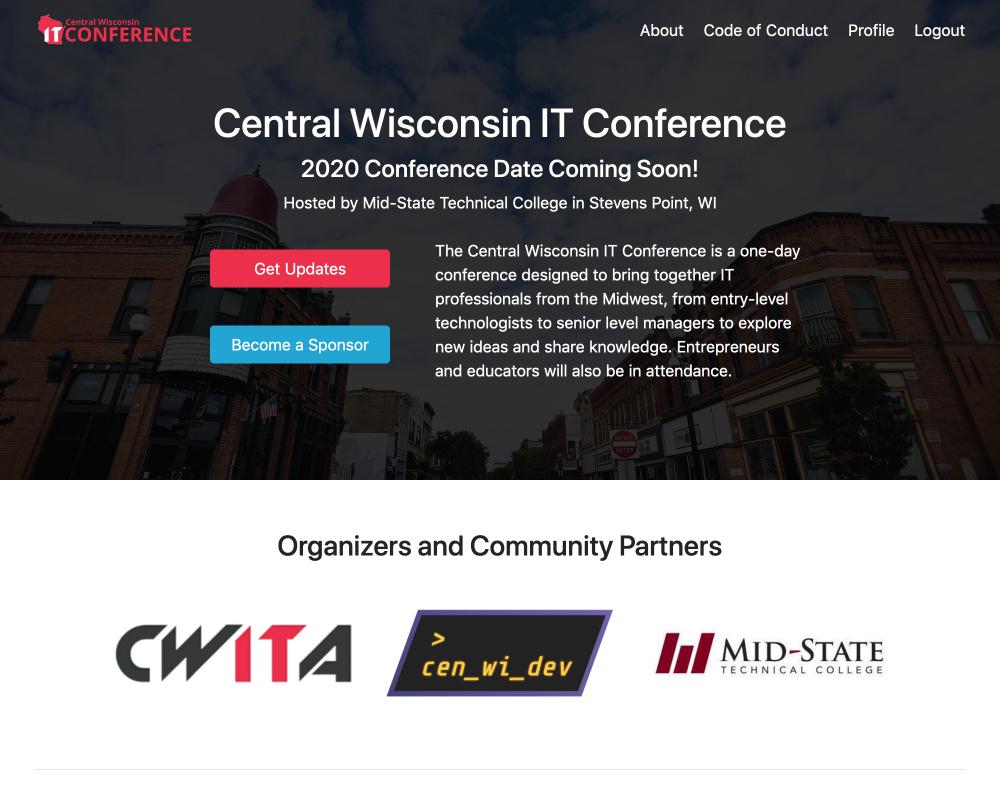 Central Wisconsin
IT CONFERENCE
About Code of Conduct Profile Logout
Central Wisconsin IT Conference
2020 Conference Date Coming Soon!
Hosted by Mid-State Technical College in Stevens Point, WI
Get Updates
Become a Sponsor
The Central Wisconsin IT Conference is a one-day
conference designed to bring together IT
professionals from the Midwest, from entry-level
technologists to senior level managers to explore
new ideas and share knowledge. Entrepreneurs
and educators will also be in attendance.
Organizers and Community Partners
CWITA
>
cen_wi_dev
MID-STATE
TECHNICAL COLLEGE